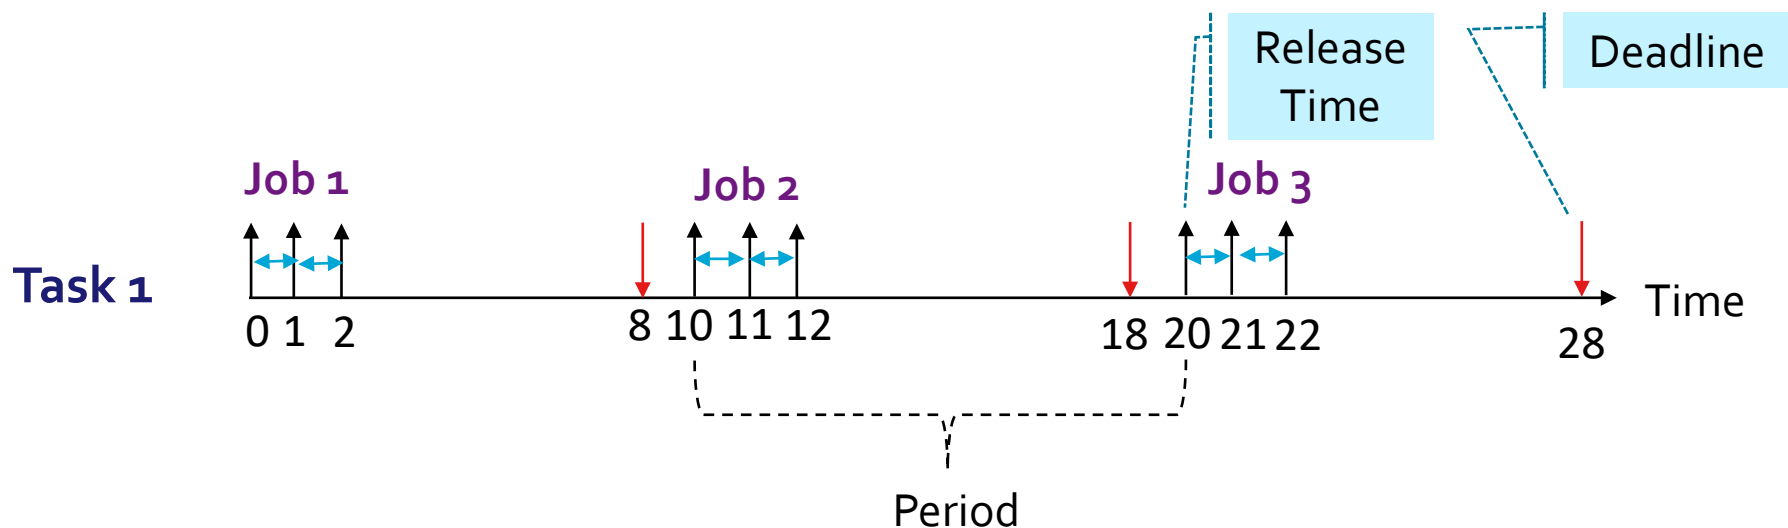 Release
Time
Deadline
Job 1
Job 2
Job 3
Task 1
Time
0 1 2 8 10 11 12 18 20 21 22 28
Period